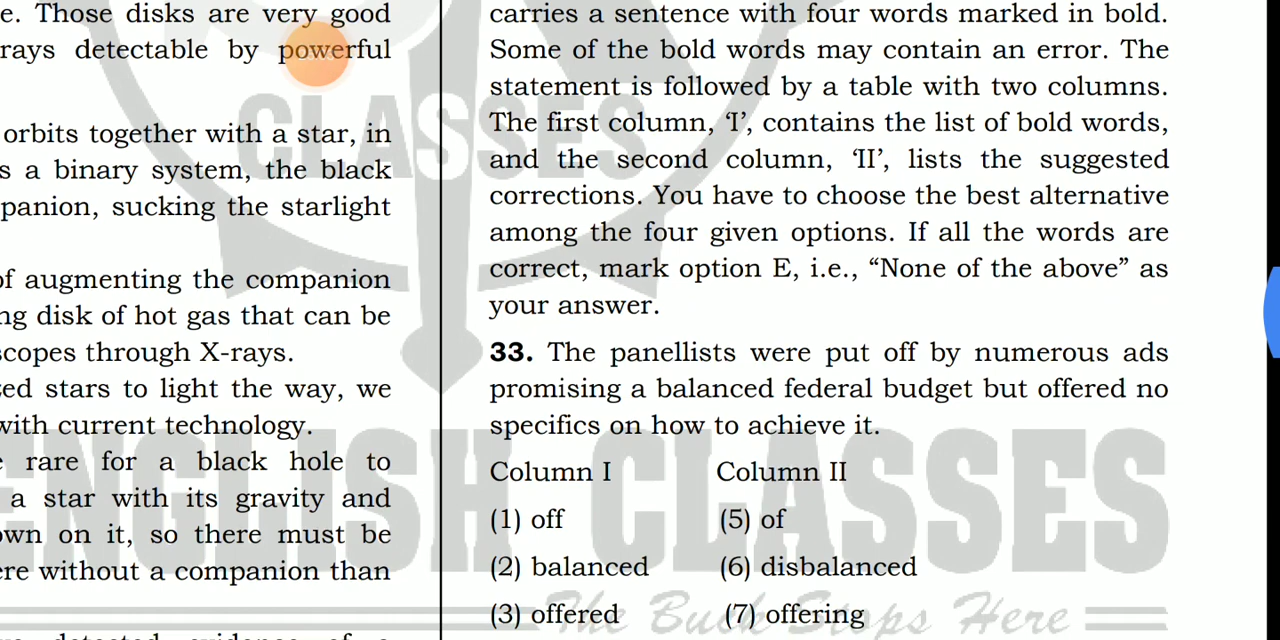 e. Those disks are very good
rays detectable by powerful
orbits together with a star, in
s a binary system, the black
panion, sucking the starlight
of augmenting the companion
ng disk of hot gas that can be
scopes through X-rays.
zed stars to light the way, we
with current technology.
e rare for a black hole to
a star with its gravity and
own on it, so there must be
ere without a companion than
carries a sentence with four words marked in bold.
Some of the bold words may contain an error. The
statement is followed by a table with two columns.
The first column, ‘I’, contains the list of bold words,
and the second column, ‘II’, lists the suggested
corrections. You have to choose the best alternative
among the four given options. If all the words are
correct, mark option E, i.e., “None of the above” as
your answer.
33. The panellists were put off by numerous ads
promising a balanced federal budget but offered no
specifics on how to achieve it.
Column I Column II
(1) off (5) of
(2) balanced (6) disbalanced
(3) offered (7) offering
CLASSES
ENGLISH CLASSES
The Buck Stops Here